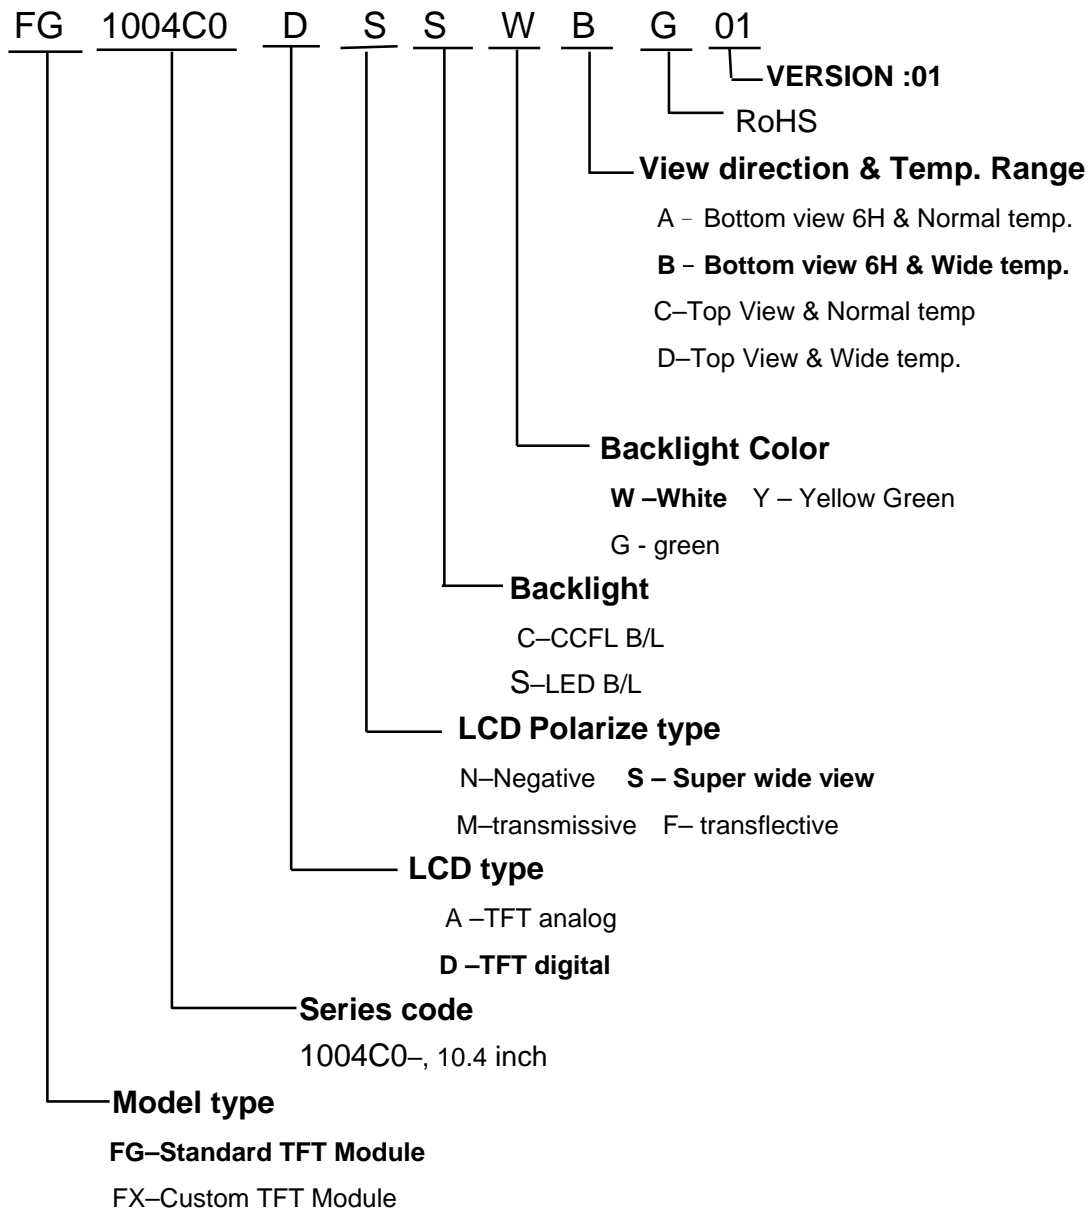 FG 1004C0 D S S W B G 01
VERSION :01
RoHS
View direction & Temp. Range
A – Bottom view 6H & Normal temp.
B – Bottom view 6H & Wide temp.
C–Top View & Normal temp
D–Top View & Wide temp.
Backlight Color
W –White Y – Yellow Green
G - green
Backlight
C–CCFL B/L
S–LED B/L
LCD Polarize type
N–Negative S – Super wide view
M–transmissive F– transflective
LCD type
A –TFT analog
D –TFT digital
Series code
1004C0–, 10.4 inch
Model type
FG–Standard TFT Module
FX–Custom TFT Module